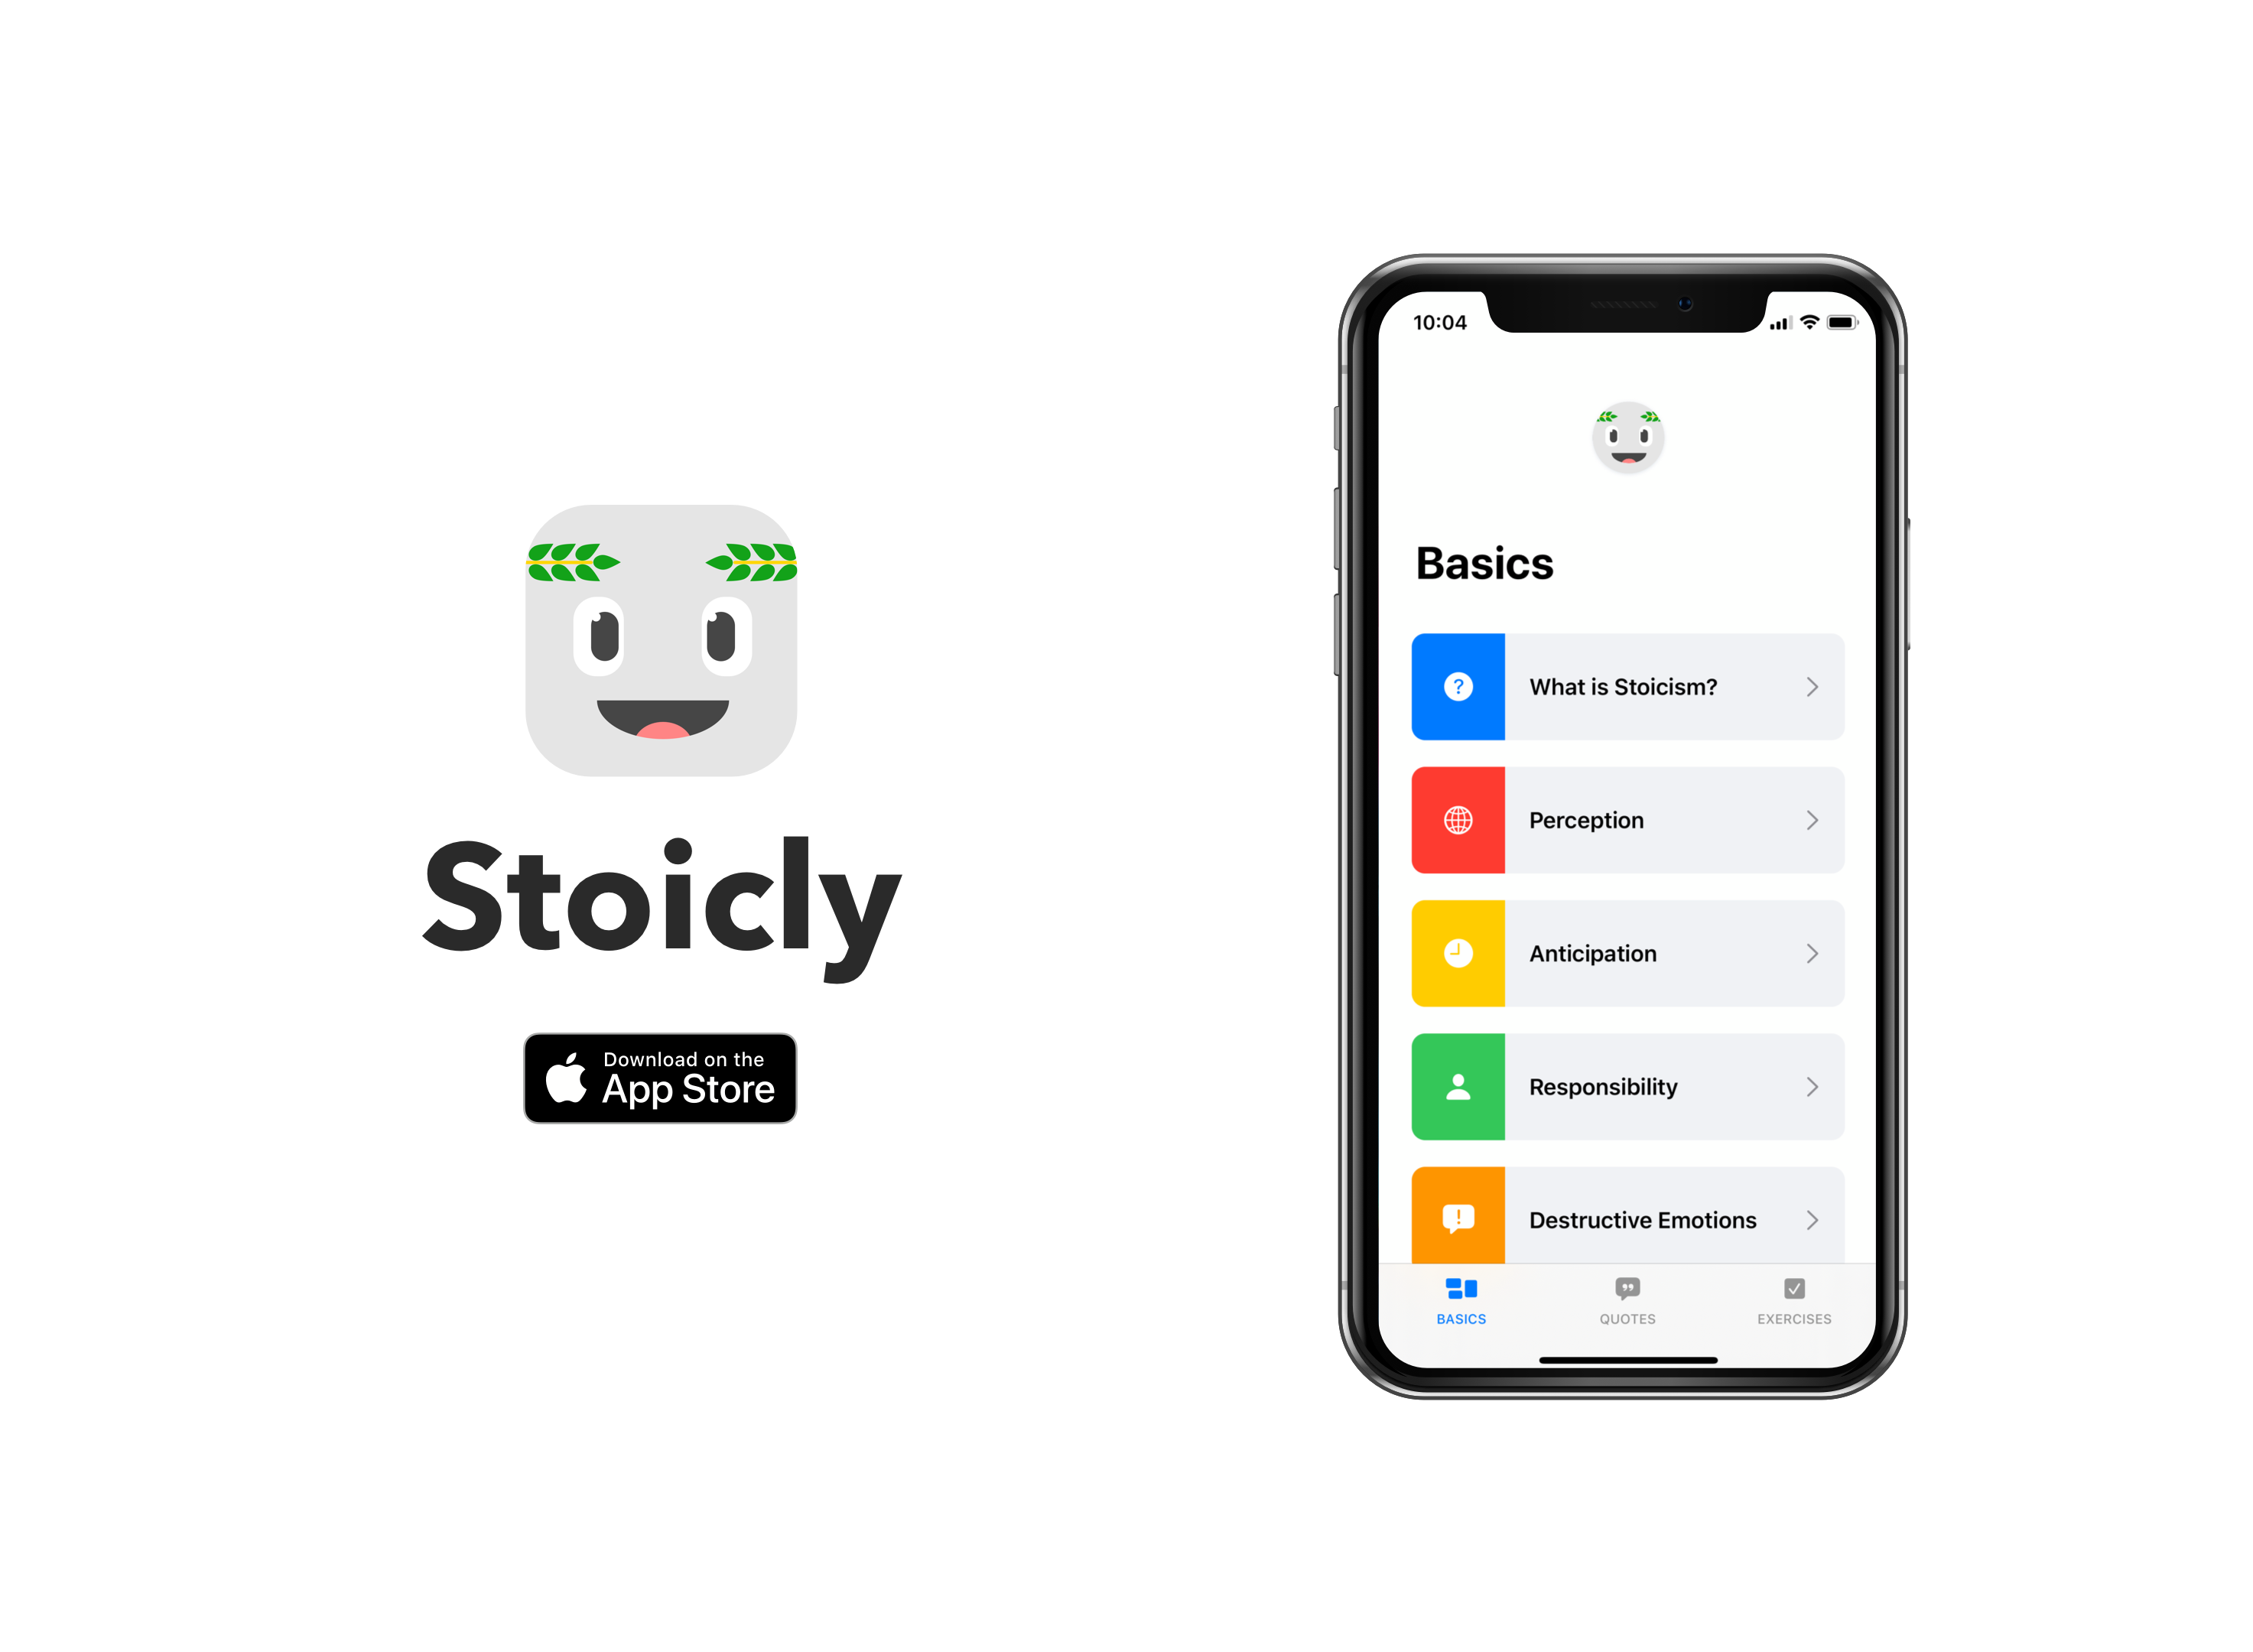 Stoicly
Download on the
App Store
10:04
Basics
What is Stoicism?
Perception
Anticipation
Responsibility
Destructive Emotions
BASICS
QUOTES
EXERCISES